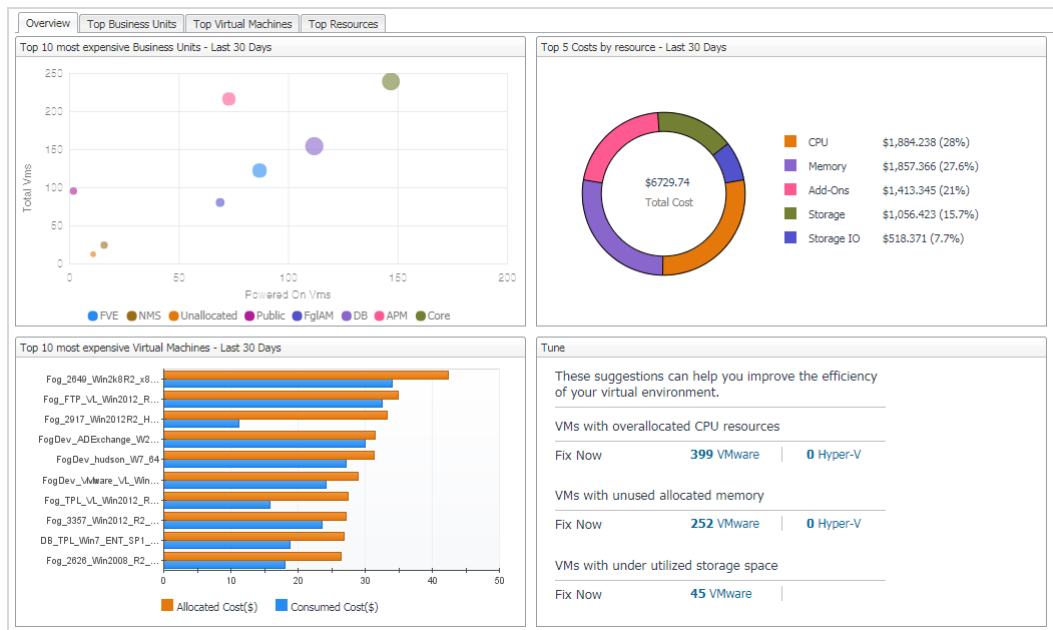 Overview
Top Business Units
Top Virtual Machines
Top Resources
Top 10 most expensive Business Units - Last 30 Days
250
200
150
100
50
0
Total Vms
0 50 100 150 200
Powered On Vms
FVE NMS Unallocated Public FglAM DB APM Core
Top 5 Costs by resource - Last 30 Days
$6729.74
Total Cost
CPU $1,884.238 (28%)
Memory $1,857.366 (27.6%)
Add-Ons $1,413.345 (21%)
Storage $1,056.423 (15.7%)
Storage IO $518.371 (7.7%)
Top 10 most expensive Virtual Machines - Last 30 Days
Fog_2649_Win2k8R2_x8...
Fog_FTP_VL_Win2012_R...
Fog_2917_Win2012R2_H...
FogDev_ADExchange_W2...
FogDev_hudson_W7_64
FogDev_VMware_VL_Win...
Fog_TPL_VL_Win2012_R...
Fog_3357_Win2012_R2_...
DB_TPL_Win7_ENT_SP1_...
Fog_2626_Win2008_R2_...
0 10 20 30 40 50
Allocated Cost($) Consumed Cost($)
Tune
These suggestions can help you improve the efficiency
of your virtual environment.
VMs with overallocated CPU resources
Fix Now 399 VMware 0 Hyper-V
VMs with unused allocated memory
Fix Now 252 VMware 0 Hyper-V
VMs with under utilized storage space
Fix Now 45 VMware